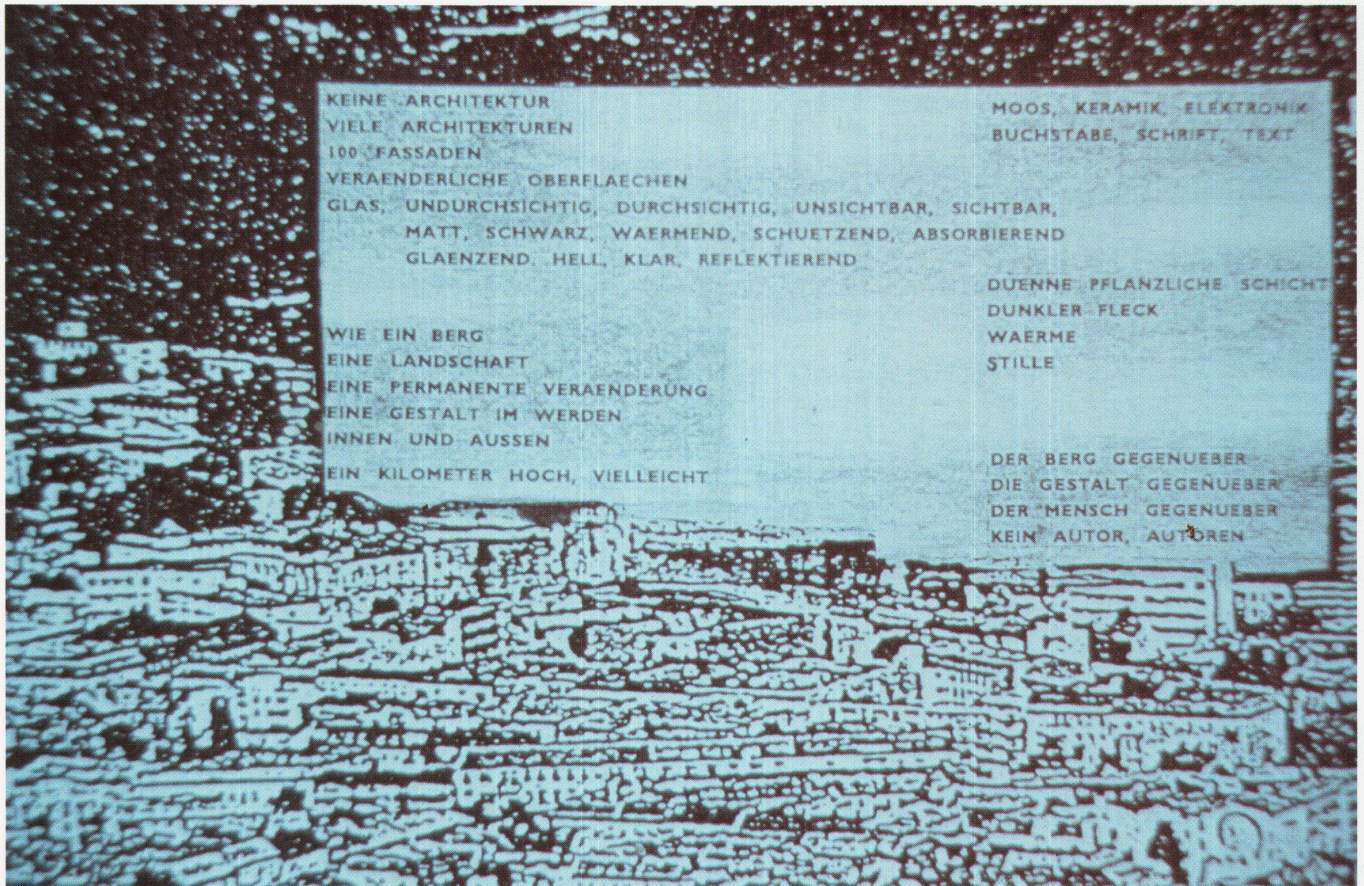 KEINE ARCHITEKTUR
VIELE ARCHITEKTUREN
100 FASSADEN
VERAENDERLICHE OBERFLAECHEN
GLAS, UNDURCHSICHTIG, DURCHSICHTIG, UNSICHTBAR, SICHTBAR,
MATT, SCHWARZ, WAERMEND, SCHUETZEND, ABSORBIEREND
GLAENZEND, HELL, KLAR, REFLEKTIEREND
WIE EIN BERG
EINE LANDSCHAFT
EINE PERMANENTE VERAENDERUNG
EINE GESTALT IM WERDEN
INNEN UND AUSSEN
EIN KILOMETER HOCH, VIELLEICHT
MOOS, KERAMIK, ELEKTRONIK
BUCHSTABE, SCHRIFT, TEXT
DUENNE PFLANZLICHE SCHICHT
DUNKLER FLECK
WAERME
STILLE
DER BERG GEGENUEBER
DIE GESTALT GEGENUEBER
DER MENSCH GEGENUEBER
KEIN AUTOR, AUTOREN